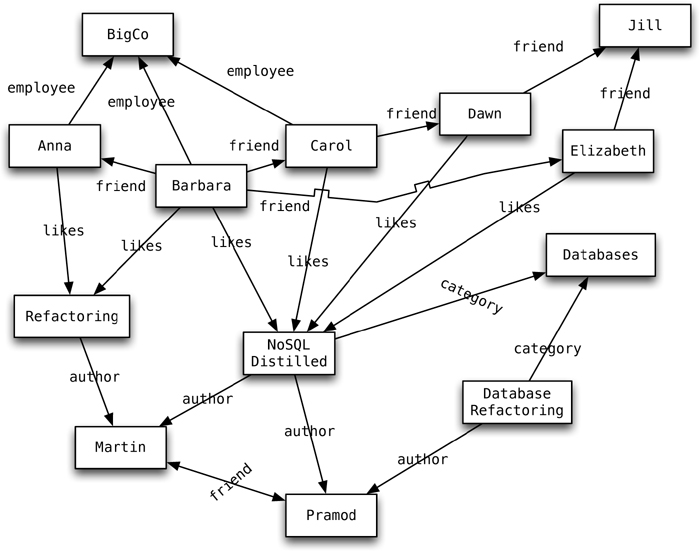 BigCo
Jill
friend
employee
employee
employee
friend
Dawn
friend
Anna
friend
Carol
Elizabeth
friend
Barbara
friend
likes
likes
likes
likes
likes
likes
Databases
category
Refactoring
NoSQL
Distilled
category
author
author
Database
Refactoring
author
Martin
author
friend
Pramod